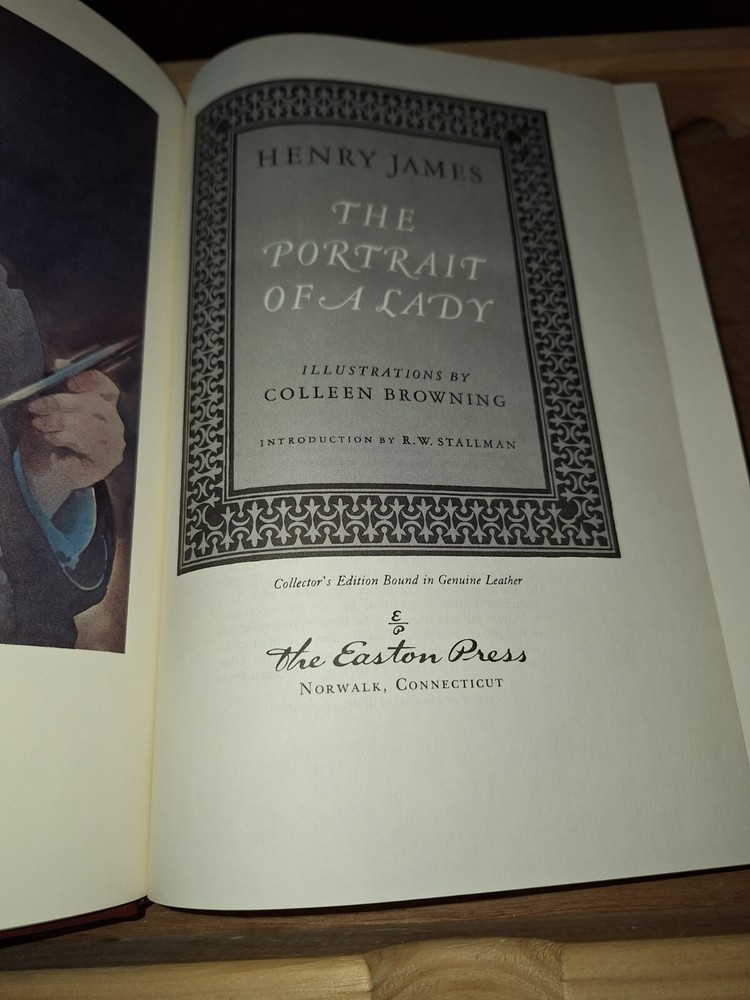 HENRY JAMES
THE
PORTRAIT
OF A LADY
ILLUSTRATIONS BY
COLLEEN BROWNING
INTRODUCTION BY R. W. STALLMAN
Collector's Edition Bound in Genuine Leather
E
P
The Easton Press
NORWALK, CONNECTICUT